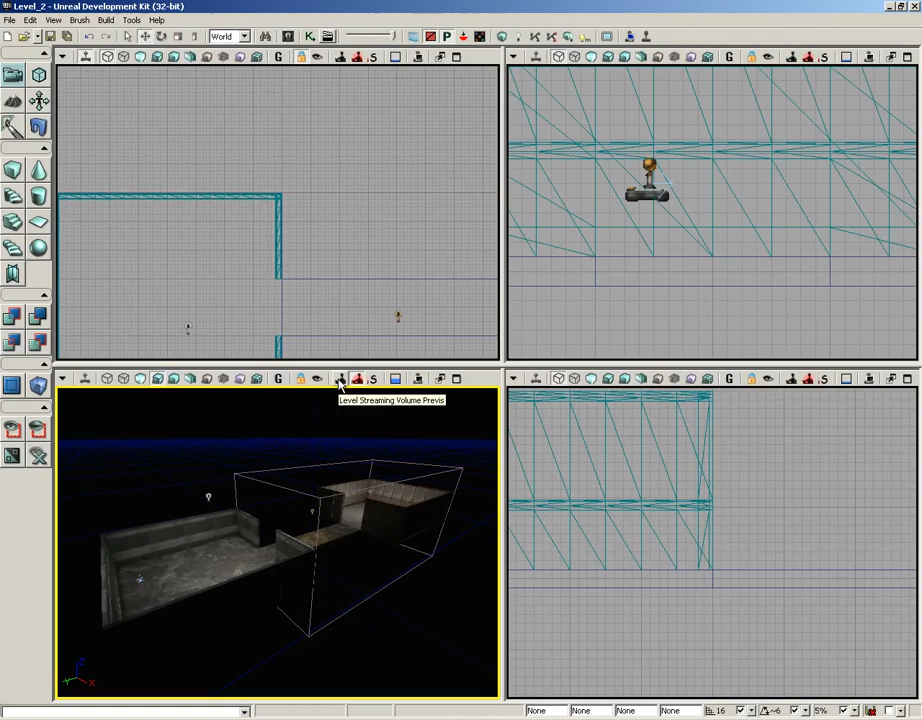 Level_2 - Unreal Development Kit (32-bit)
File Edit View Brush Build Tools Help
World
G
S
G
S
G
S
G
S
Level Streaming Volume Previs
Z
Y
X
None None None None 16 ~6 5%